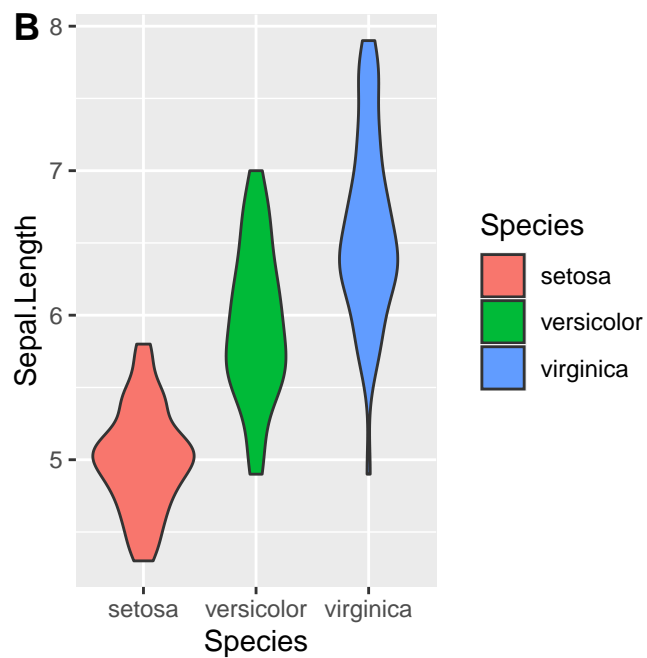 B
8
7
6
5
Sepal.Length
setosa versicolor virginica
Species
Species
setosa
versicolor
virginica